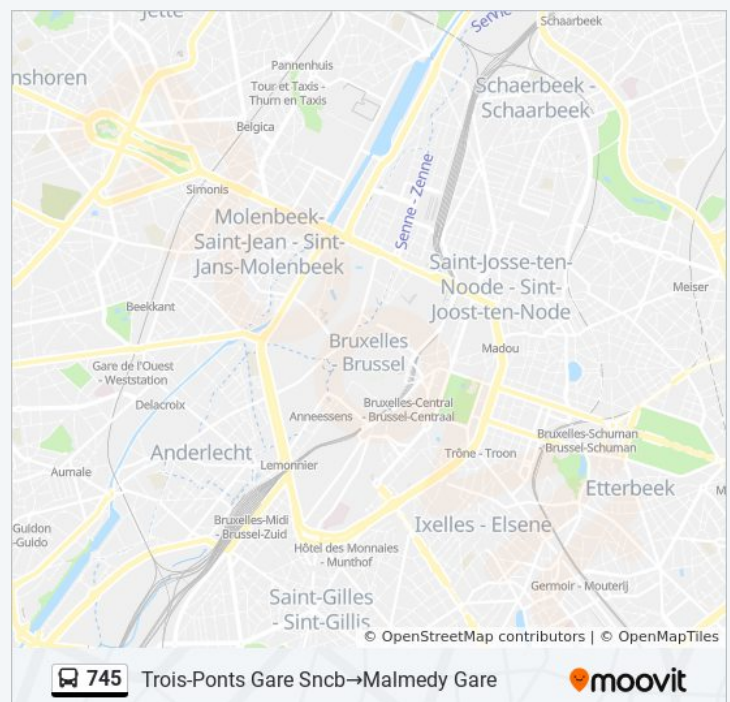 Jette
Schaarbeek
Senne
nshoren
Pannenhuis
Tour et Taxis -
Thurn en Taxis
Schaerbeek -
Schaarbeek
Belgica
Senne - Zenne
Simonis
Molenbeek-
Saint-Jean - Sint-
Jans-Molenbeek
Saint-Josse-ten-
Noode - Sint-
Joost-ten-Node
Meiser
Beekkant
Bruxelles
- Brussel
Madou
Gare de l'Ouest
- Weststation
Delacroix
Bruxelles-Central
- Brussel-Centraal
Anneessens
Bruxelles-Schuman
- Brussel-Schuman
Anderlecht
Lemonnier
Trône - Troon
Aumale
Etterbeek
M
Guidon
-Guido
Bruxelles-Midi
- Brussel-Zuid
Ixelles - Elsene
Hôtel des Monnaies
- Munthof
Germoir - Mouterij
Saint-Gilles
- Sint-Gillis
© OpenStreetMap contributors | © OpenMapTiles
745 Trois-Ponts Gare Sncb→Malmedy Gare
moovit